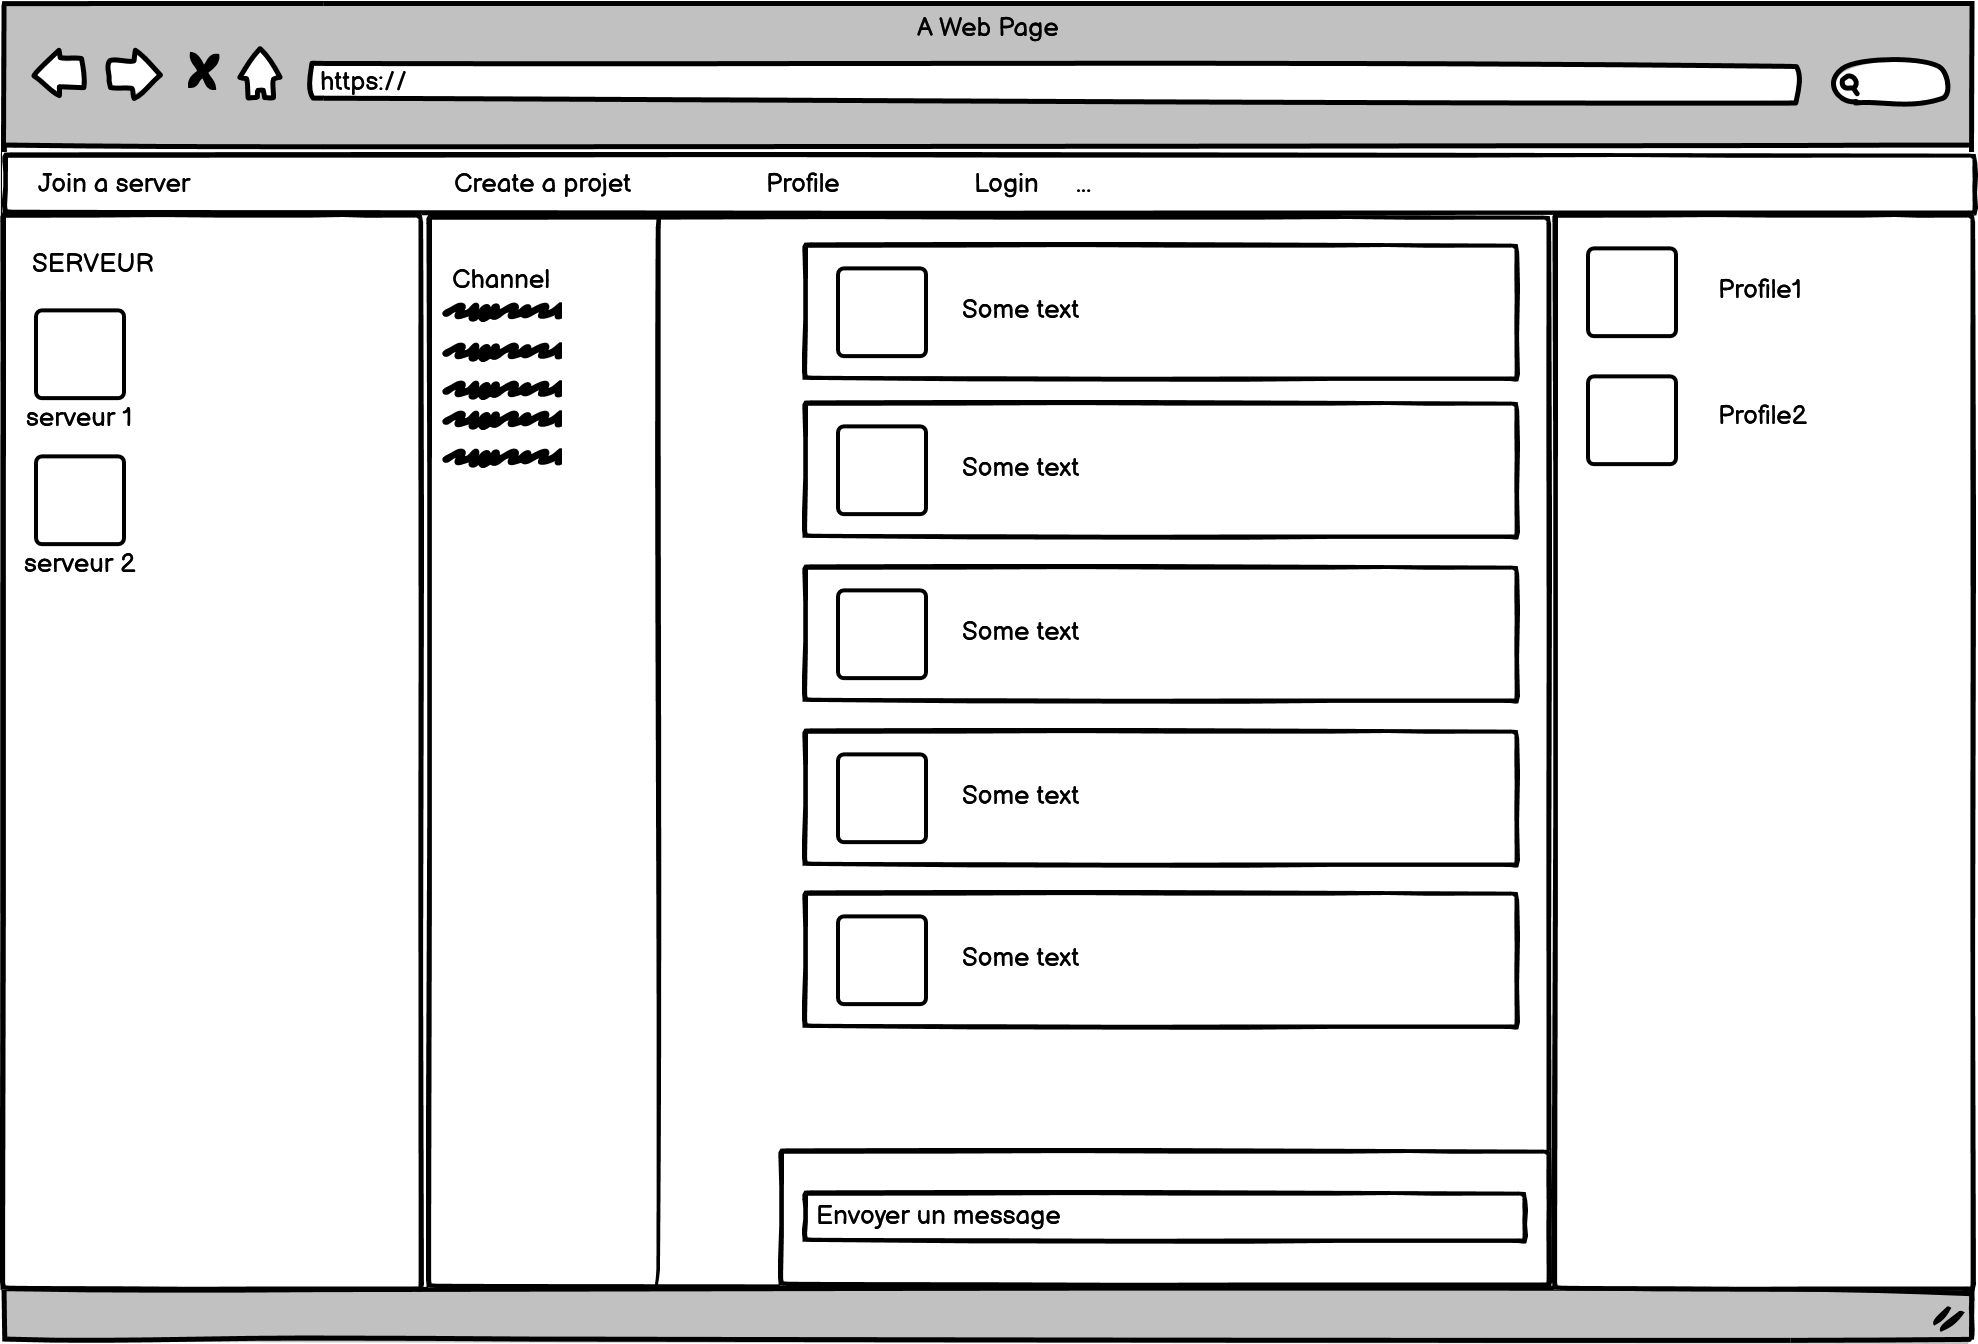 A Web Page
https://
Join a server
Create a projet
Profile
Login
...
SERVEUR
serveur 1
serveur 2
Channel
Some text
Some text
Some text
Some text
Some text
Envoyer un message
Profile1
Profile2